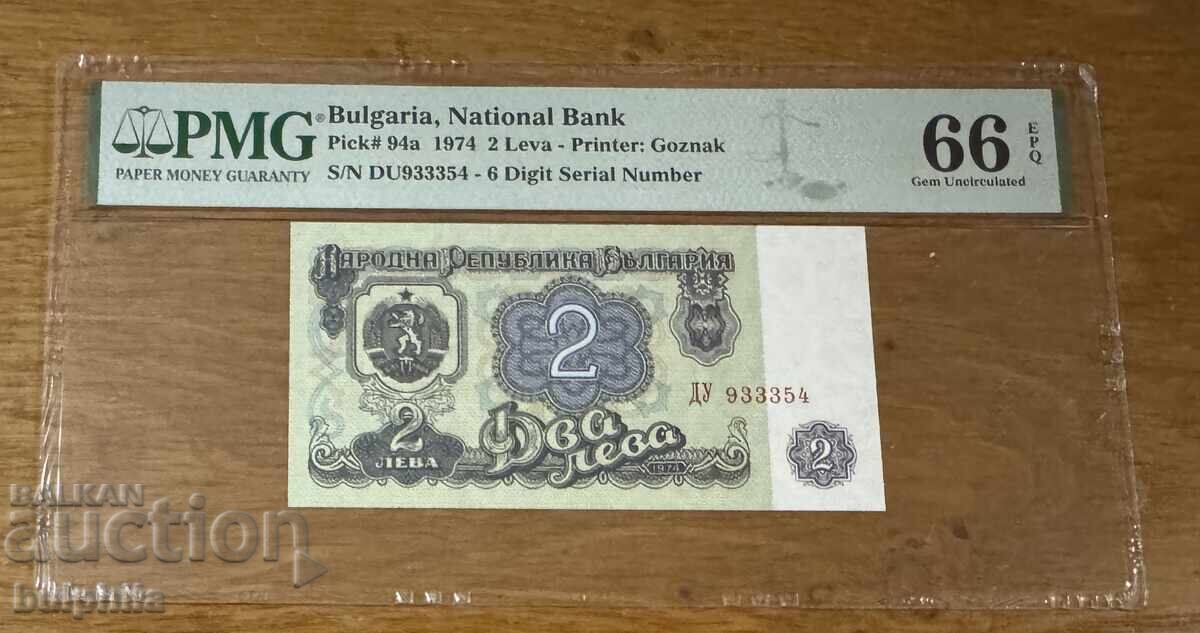 PMG®
PAPER MONEY GUARANTY
Bulgaria, National Bank
Pick# 94a 1974 2 Leva - Printer: Goznak
S/N DU933354 - 6 Digit Serial Number
66
EPQ
Gem Uncirculated
НАРОДНА РЕПУБЛИКА БЪЛГАРИЯ
2
ДУ 933354
2
ЛЕВА
Два
лева
1974
2
BALKAN
auction
bulphila